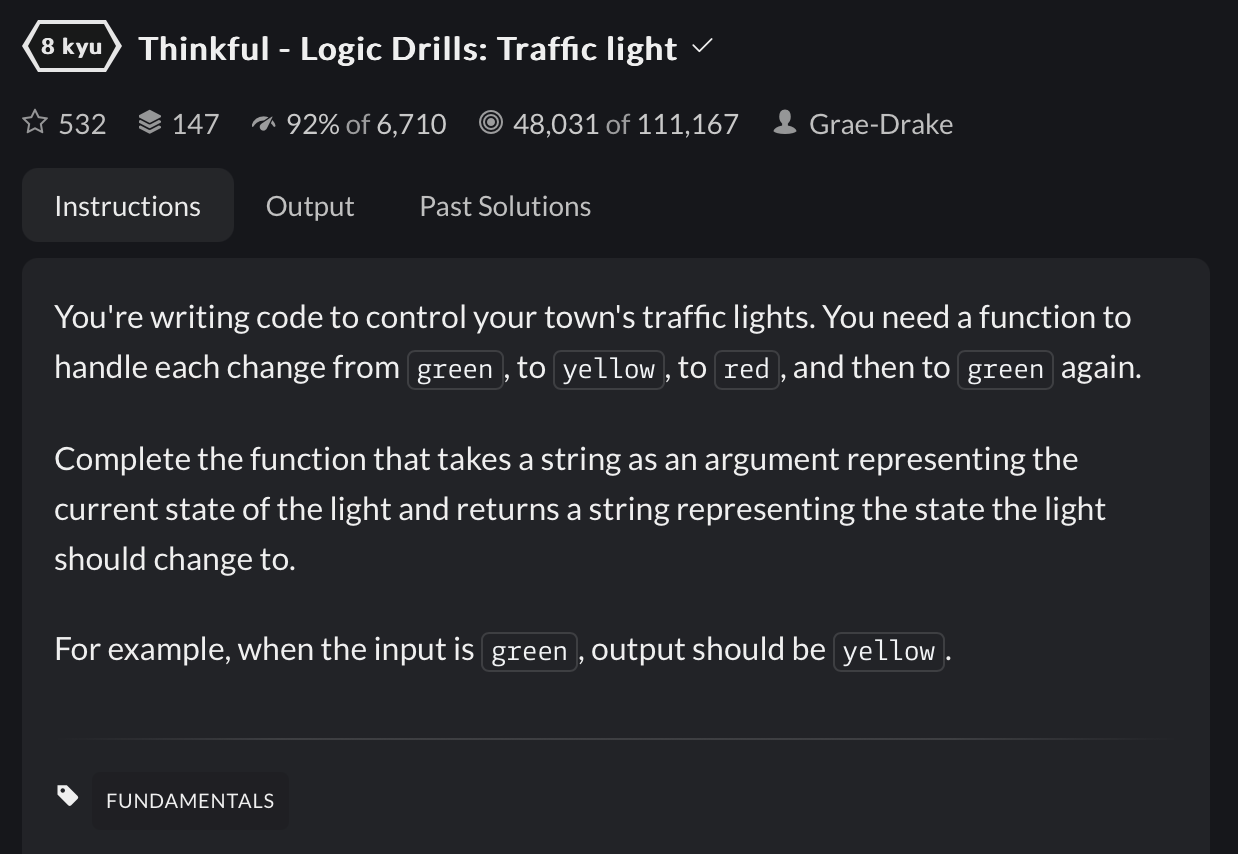 8 kyu Thinkful - Logic Drills: Traffic light
532 147 92% of 6,710 48,031 of 111,167 Grae-Drake
Instructions Output Past Solutions
You're writing code to control your town's traffic lights. You need a function to
handle each change from green, to yellow, to red, and then to green again.
Complete the function that takes a string as an argument representing the
current state of the light and returns a string representing the state the light
should change to.
For example, when the input is green, output should be yellow.
FUNDAMENTALS